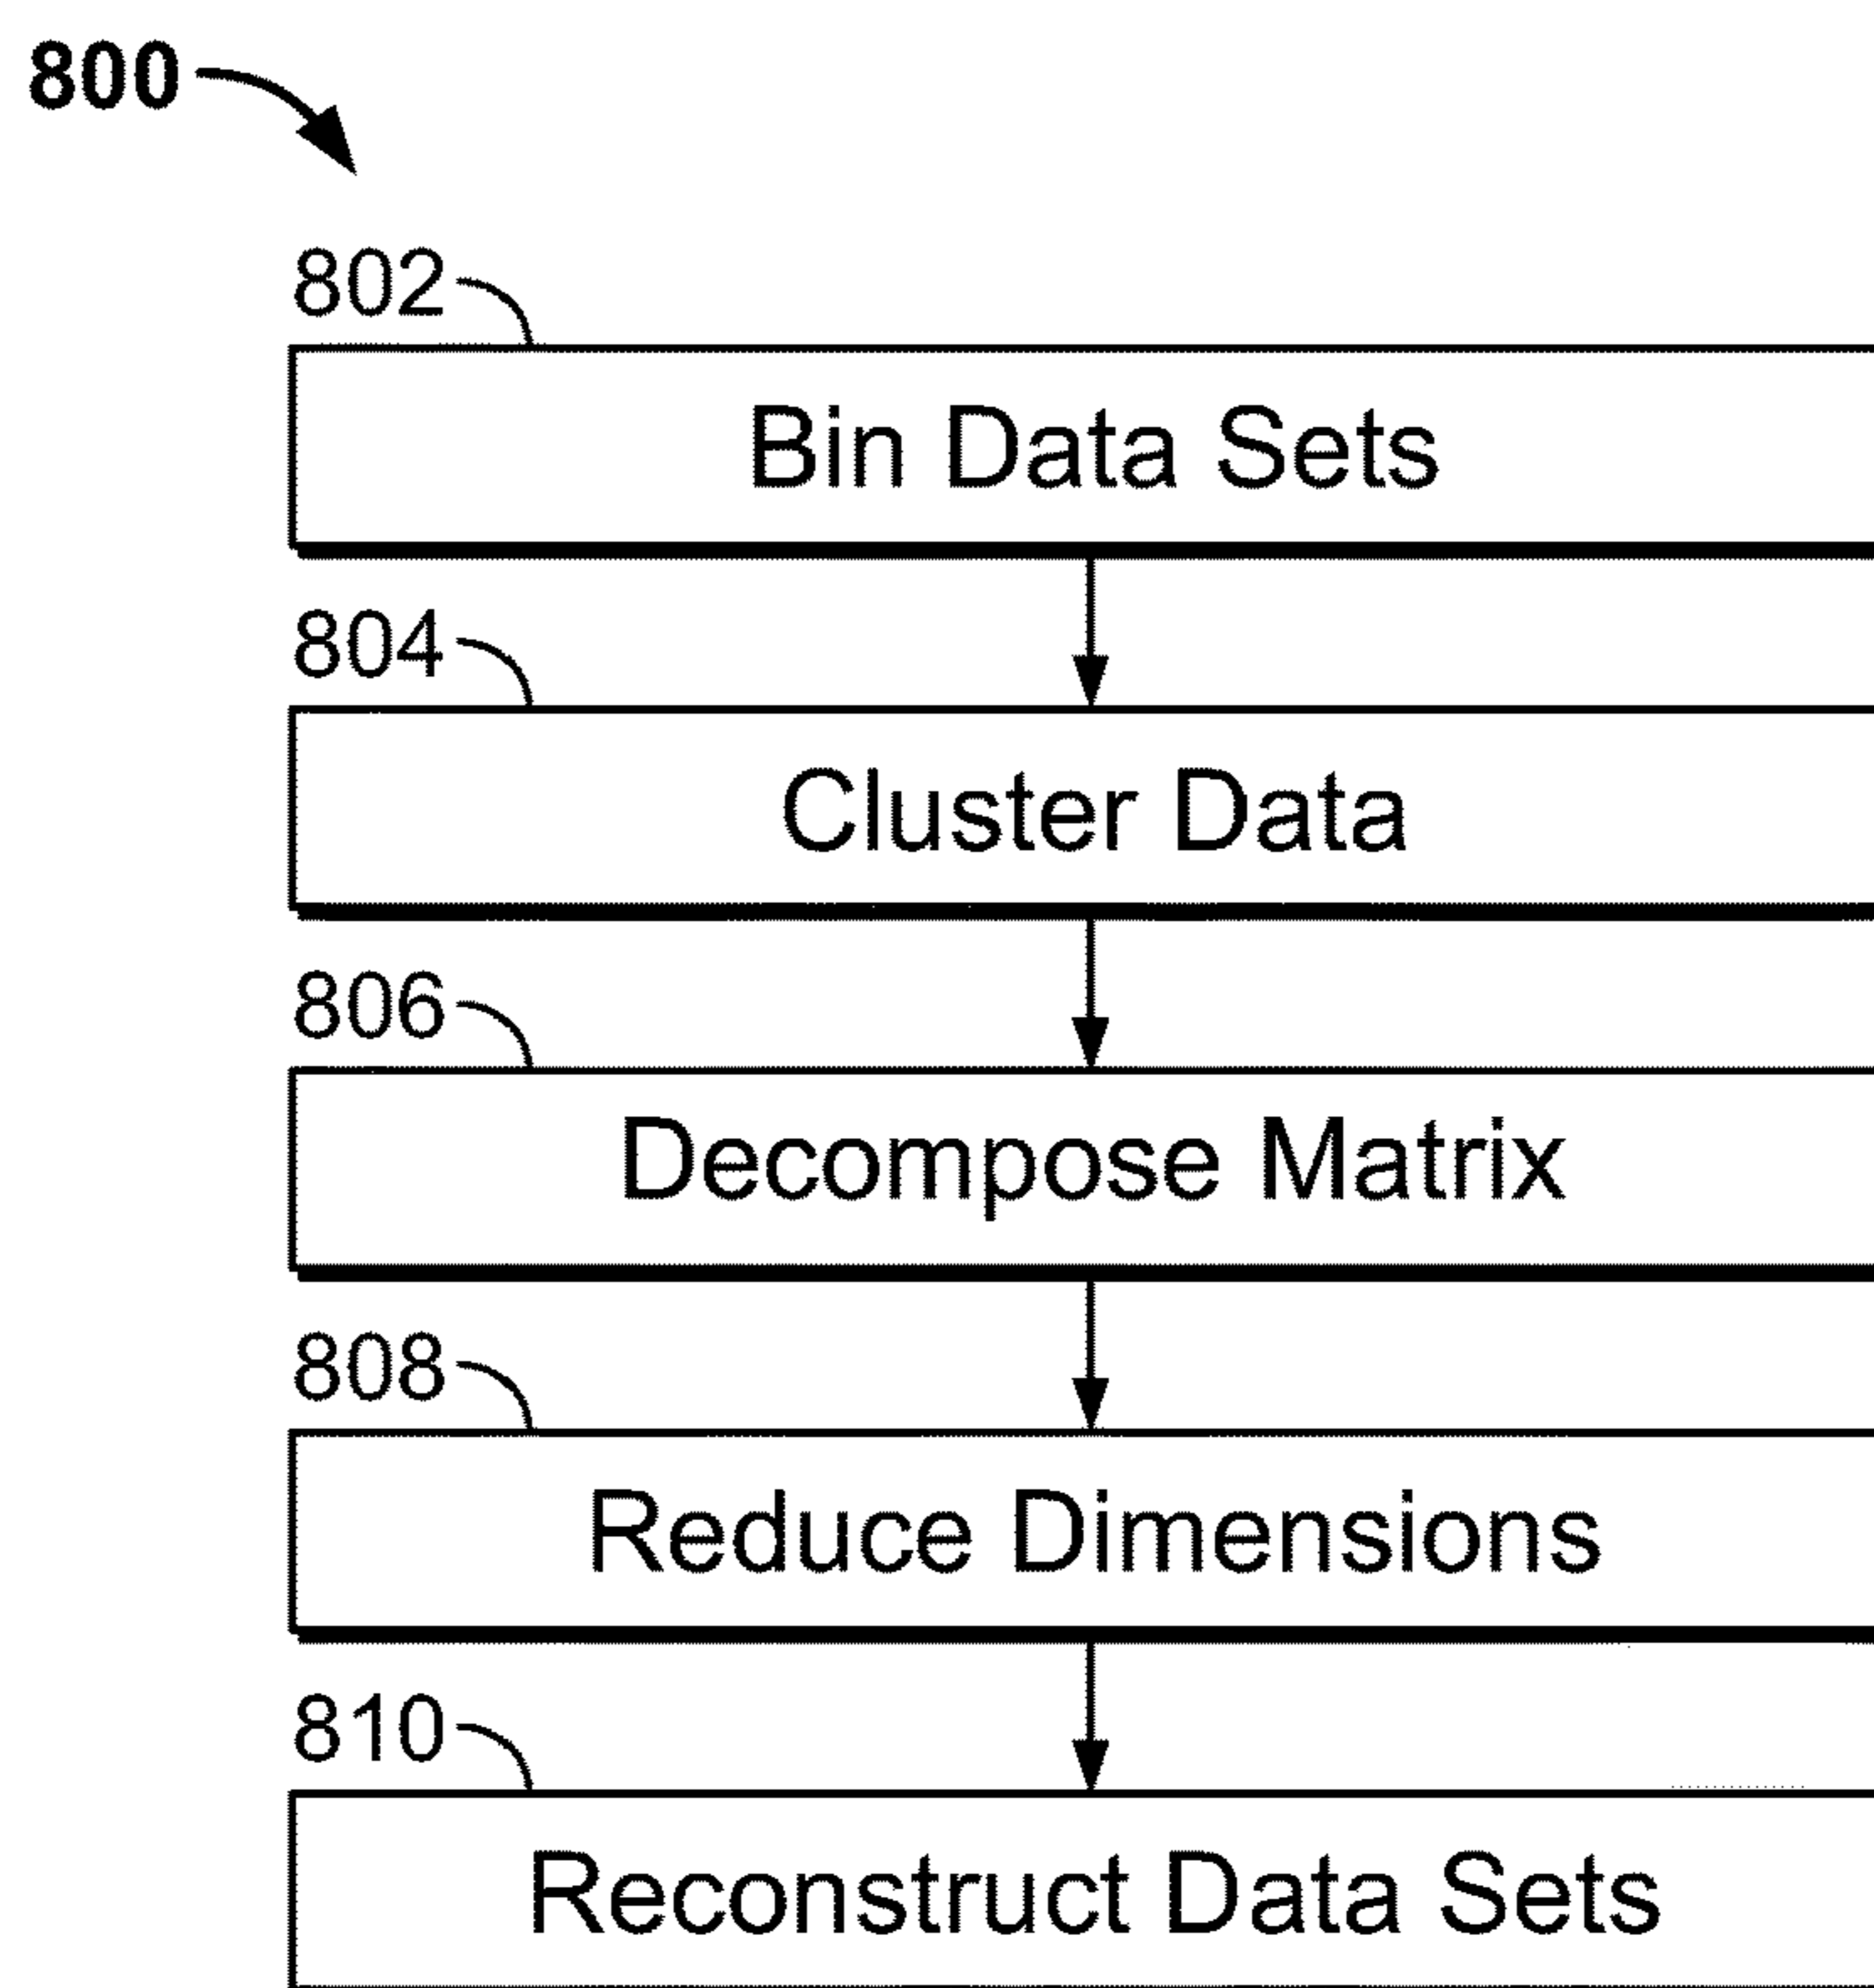 800
802
Bin Data Sets
804
Cluster Data
806
Decompose Matrix
808
Reduce Dimensions
810
Reconstruct Data Sets